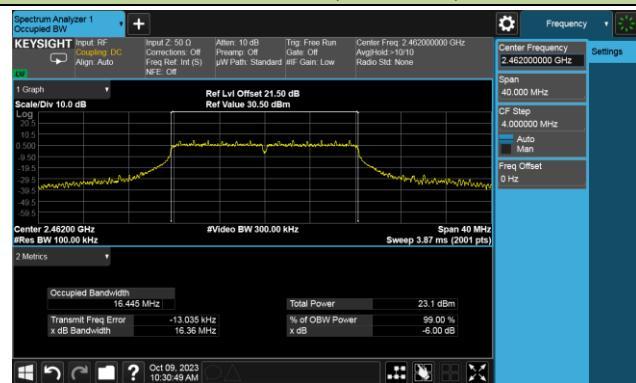 Spectrum Analyzer 1
Occupied BW
+
Frequency
KEYSIGHT
Input: RF
Coupling: DC
Align: Auto
Input Z: 50 Ω
Corrections: Off
Freq Ref: Int (S)
NFE: Off
Atten: 10 dB
Preamp: Off
µW Path: Standard
Trig: Free Run
Gate: Off
#IF Gain: Low
Center Freq: 2.462000000 GHz
Avg|Hold:>10/10
Radio Std: None
Center Frequency
2.462000000 GHz
Settings
Span
40.000 MHz
CF Step
4.000000 MHz
Auto
Man
Freq Offset
0 Hz
1 Graph
Scale/Div 10.0 dB
Ref Lvl Offset 21.50 dB
Ref Value 30.50 dBm
Log
20.5
10.5
0.500
-9.50
-19.5
-29.5
-39.5
-49.5
-59.5
Center 2.46200 GHz
#Res BW 100.00 kHz
#Video BW 300.00 kHz
Span 40 MHz
Sweep 3.87 ms (2001 pts)
2 Metrics
Occupied Bandwidth
16.445 MHz
Total Power 23.1 dBm
Transmit Freq Error -13.035 kHz
% of OBW Power 99.00 %
x dB Bandwidth 16.36 MHz
x dB -6.00 dB
?
Oct 09, 2023
10:30:49 AM